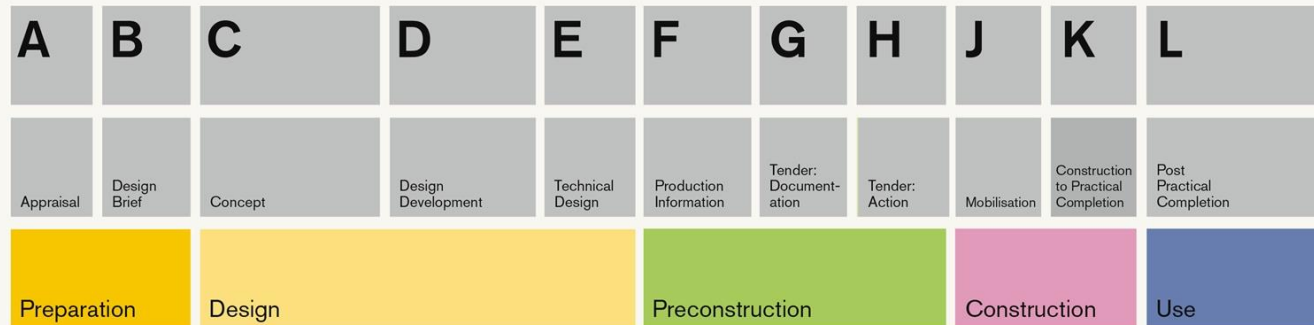 A B C D E F G H J K L
Appraisal
Design
Brief
Concept
Design
Development
Technical
Design
Production
Information
Tender:
Document-
ation
Tender:
Action
Mobilisation
Construction
to Practical
Completion
Post
Practical
Completion
Preparation
Design
Preconstruction
Construction
Use